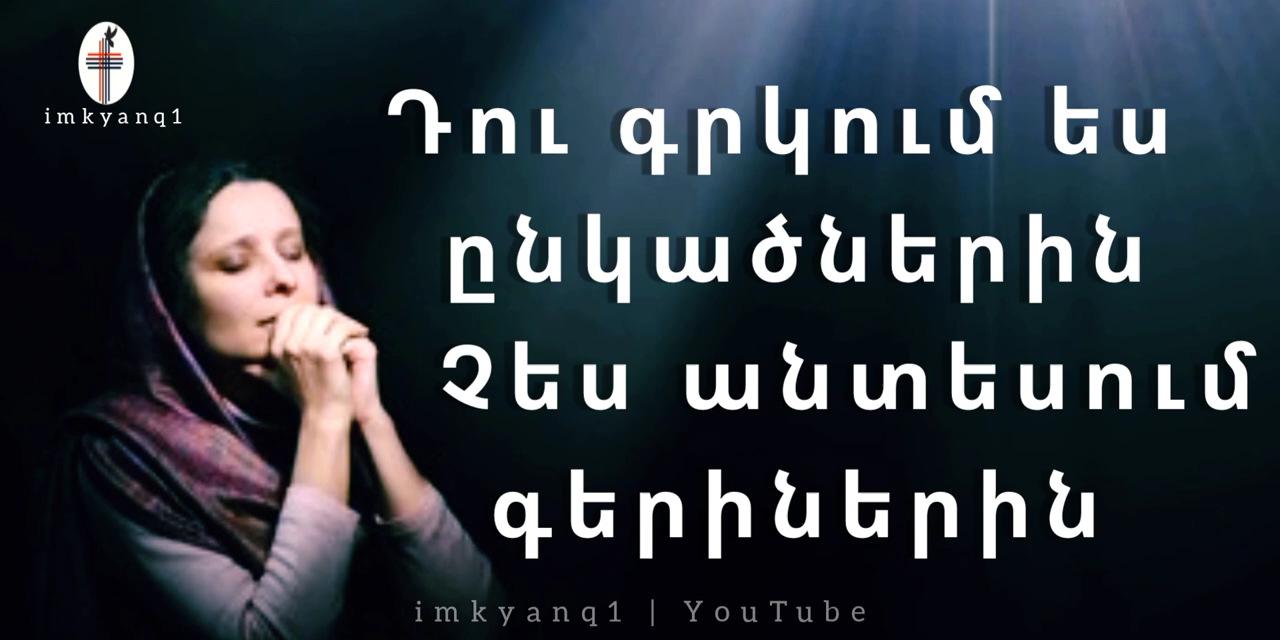 imkyanq1
Դու գրկում ես
ընկածներին
Չես անտեսում
գերիներին
imkyanq1 | YouTube